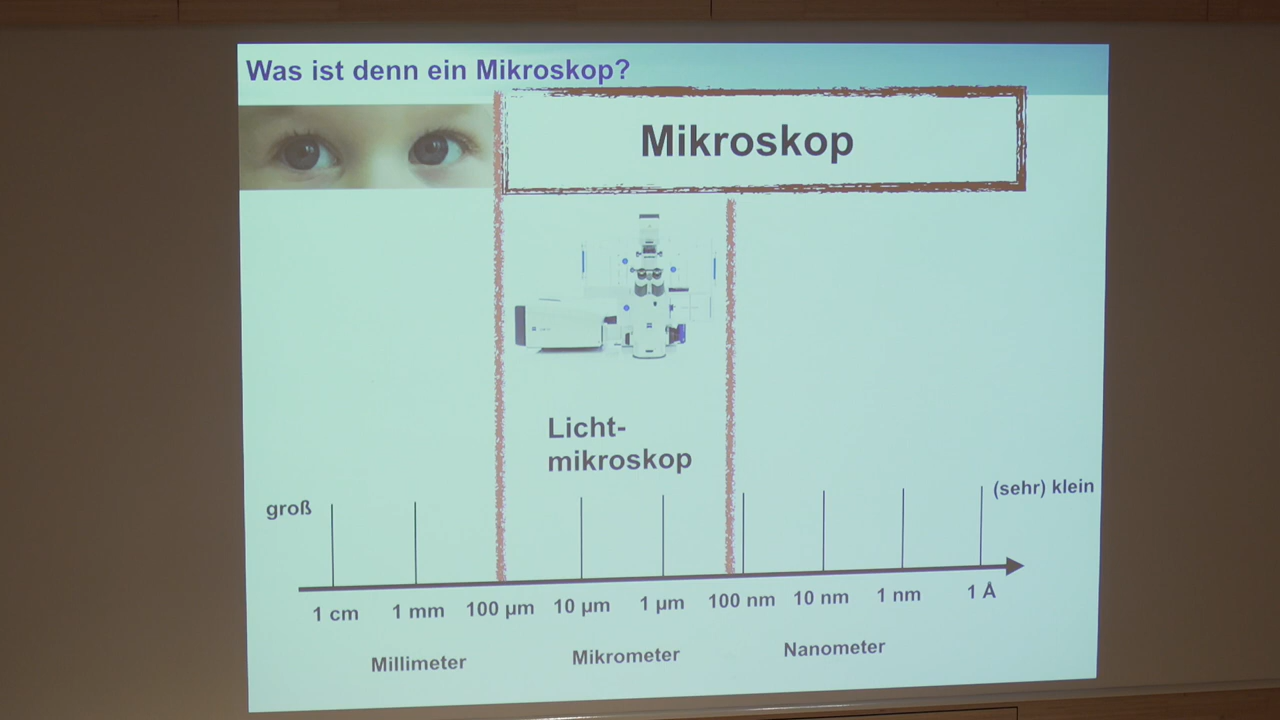 Was ist denn ein Mikroskop?
Mikroskop
Licht-
mikroskop
groß
(sehr) klein
1 cm 1 mm 100 µm 10 µm 1 µm 100 nm 10 nm 1 nm 1 Å
Millimeter Mikrometer Nanometer